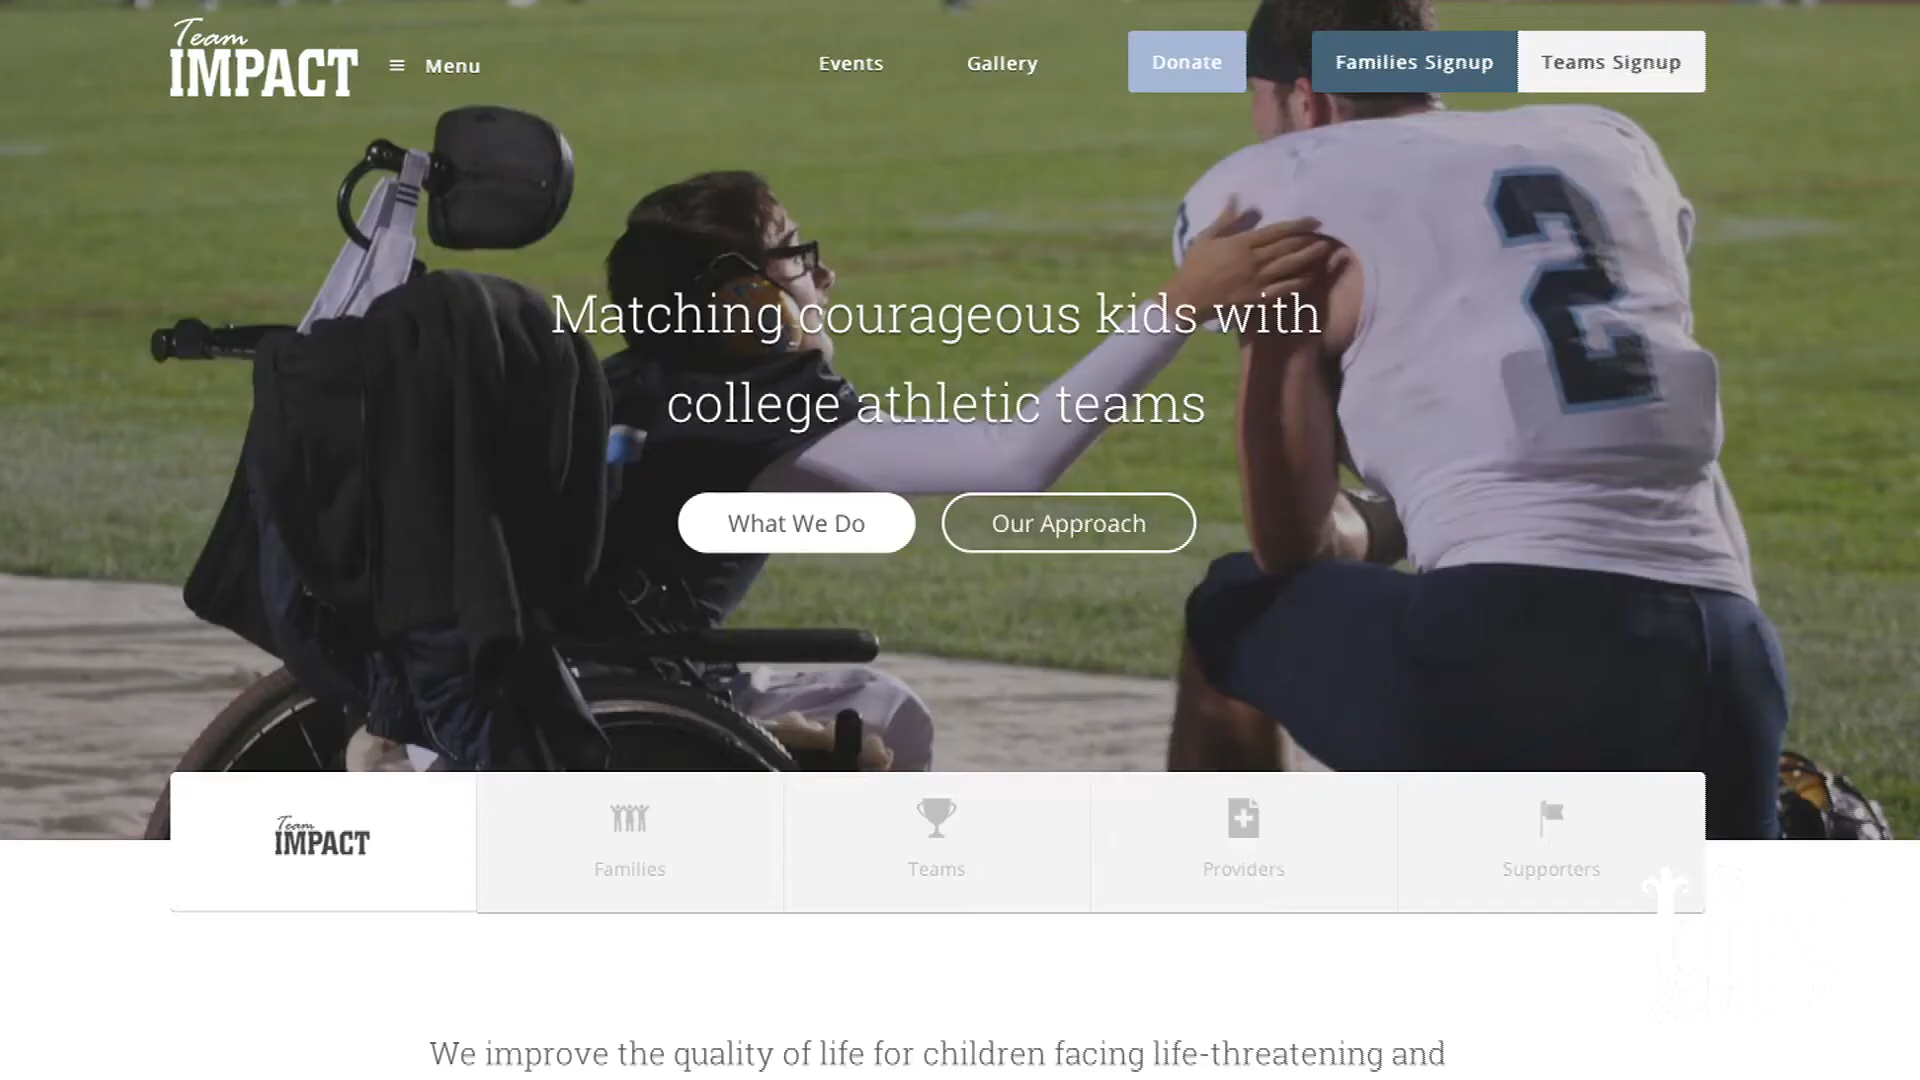 Team
IMPACT
Menu
Events
Gallery
Donate
Families Signup
Teams Signup
2
Matching courageous kids with
college athletic teams
What We Do
Our Approach
Team
IMPACT
Families
Teams
Providers
Supporters
We improve the quality of life for children facing life-threatening and